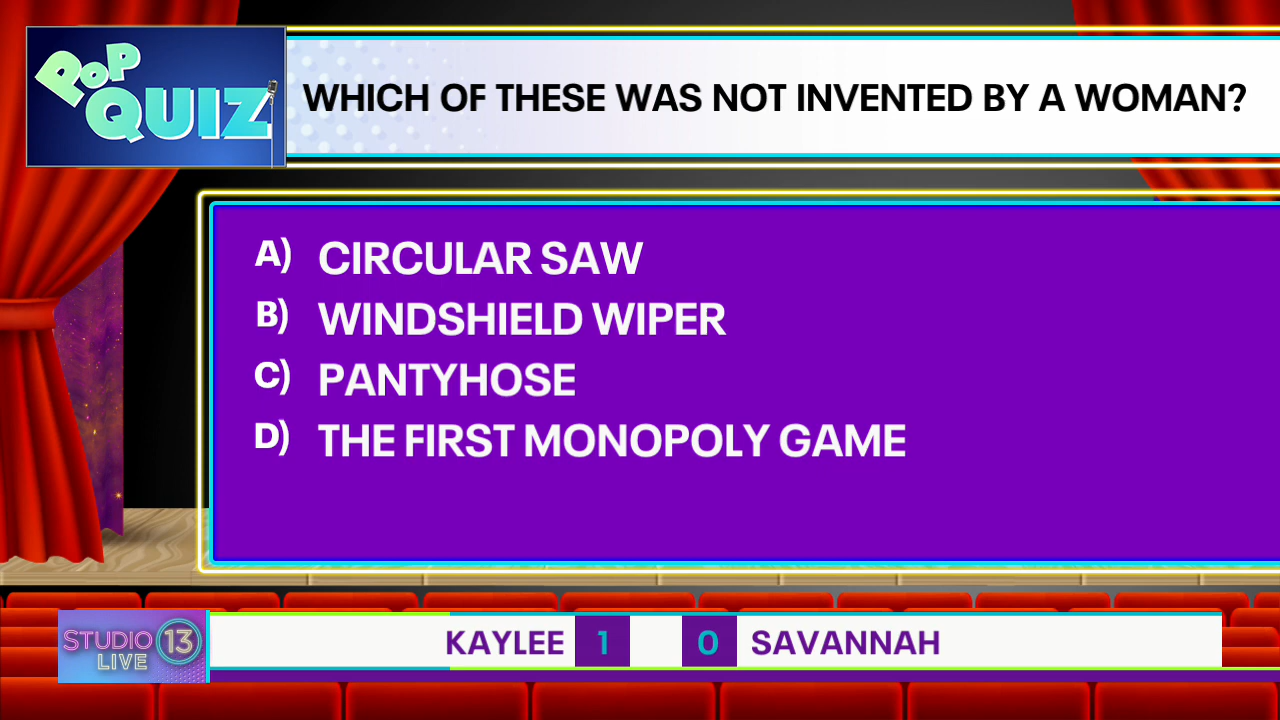 POP
QUIZ
WHICH OF THESE WAS NOT INVENTED BY A WOMAN?
A) CIRCULAR SAW
B) WINDSHIELD WIPER
C) PANTYHOSE
D) THE FIRST MONOPOLY GAME
STUDIO 13
LIVE
KAYLEE 1 0 SAVANNAH